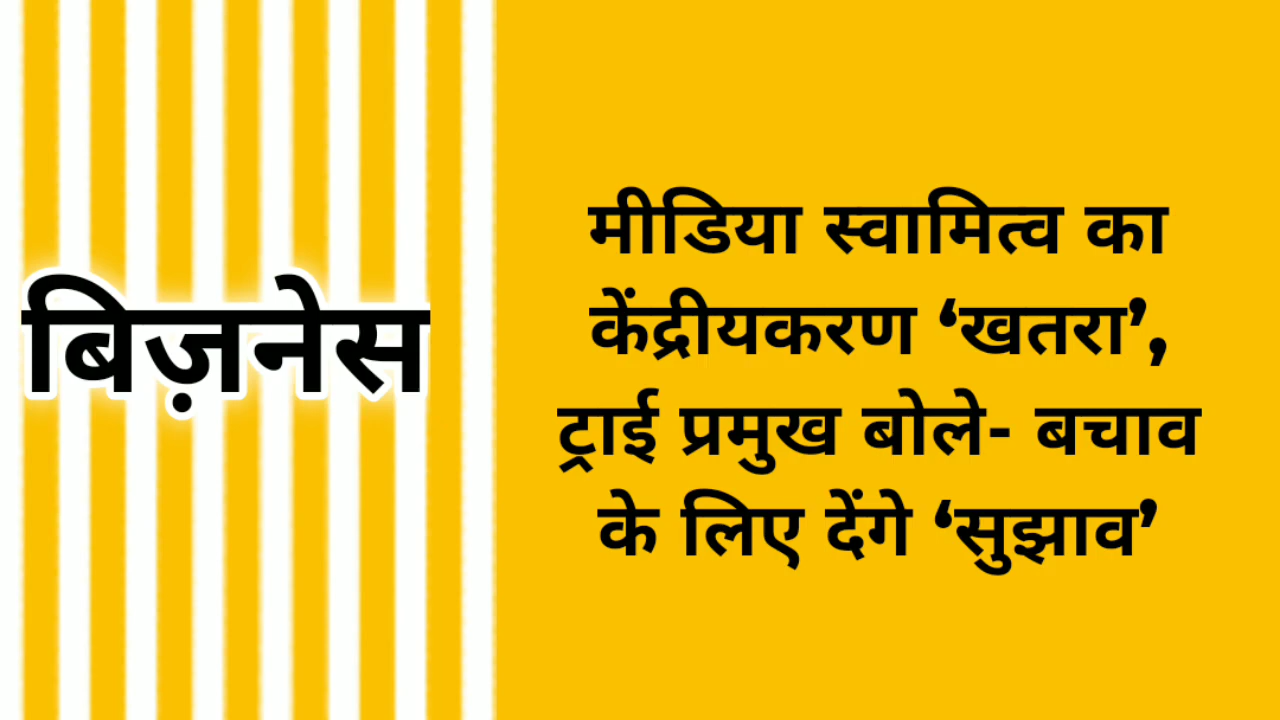 बिज़नेस
मीडिया स्वामित्व का
केंद्रीयकरण ‘खतरा’,
ट्राई प्रमुख बोले- बचाव
के लिए देंगे ‘सुझाव’